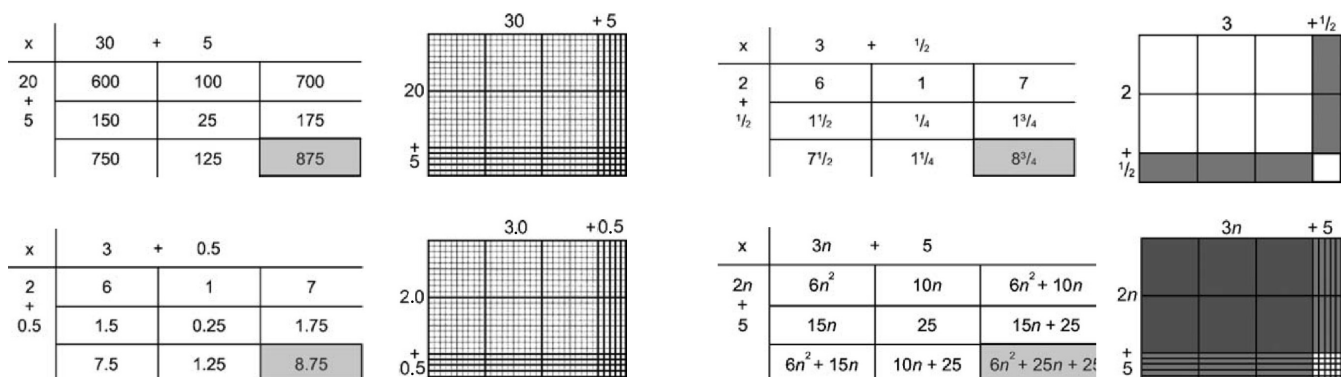 x 30 + 5
20 600 100 700
+
5 150 25 175
750 125 875
30 + 5
20
+
5
x 3 + 1/2
2 6 1 7
+
1/2 1 1/2 1/4 1 3/4
7 1/2 1 1/4 8 3/4
3 + 1/2
2
+
1/2
x 3 + 0.5
2 6 1 7
+
0.5 1.5 0.25 1.75
7.5 1.25 8.75
3.0 + 0.5
2.0
+
0.5
x 3n + 5
2n 6n² 10n 6n² + 10n
+
5 15n 25 15n + 25
6n² + 15n 10n + 25 6n² + 25n + 25
3n + 5
2n
+
5